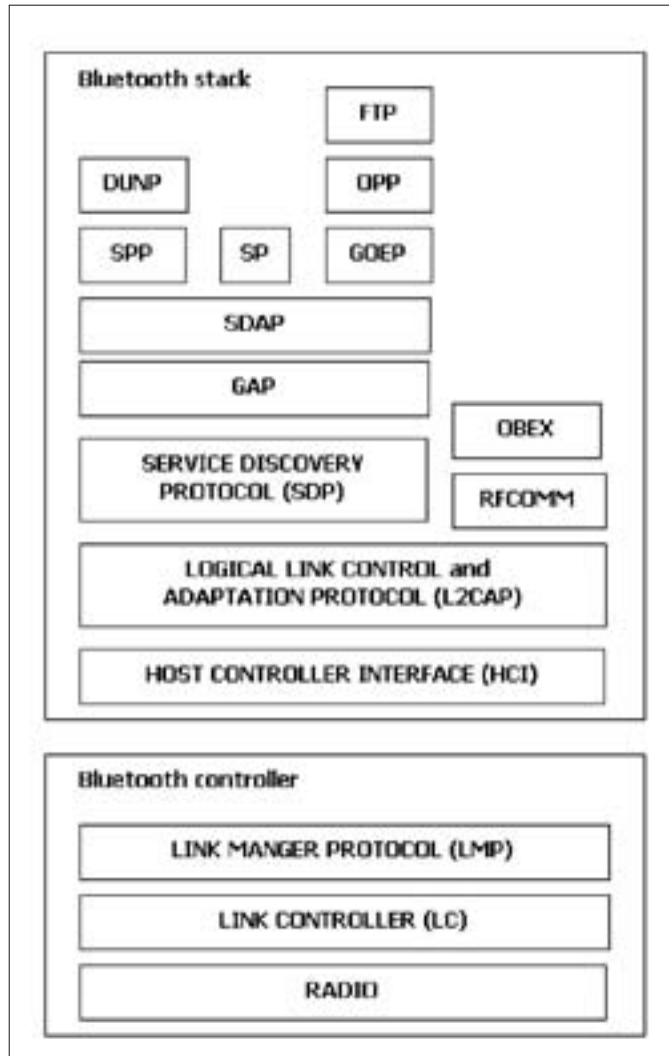 Bluetooth stack
FTP
DUNP
OPP
SPP
SP
GOEP
SDAP
GAP
OBEX
SERVICE DISCOVERY
PROTOCOL (SDP)
RFCOMM
LOGICAL LINK CONTROL and
ADAPTATION PROTOCOL (L2CAP)
HOST CONTROLLER INTERFACE (HCI)
Bluetooth controller
LINK MANGER PROTOCOL (LMP)
LINK CONTROLLER (LC)
RADIO